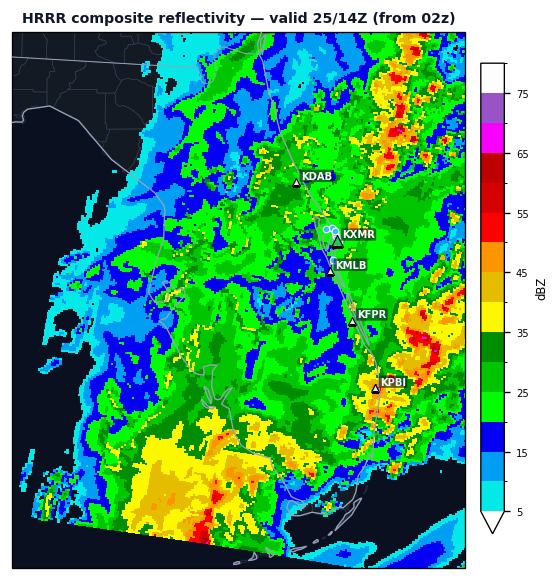 HRRR composite reflectivity — valid 25/14Z (from 02z)
KDAB
KXMR
KMLB
KFPR
KPBI
75
65
55
45
35
25
15
5
dBZ